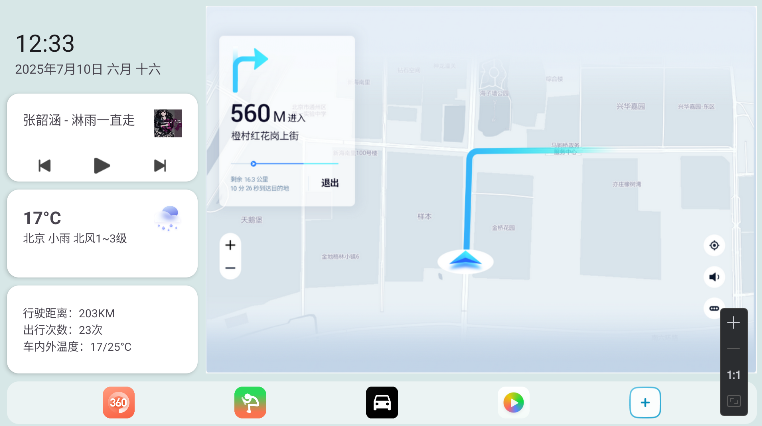 12:33
2025年7月10日 六月 十六
张韶涵 - 淋雨一直走
17°C
北京 小雨 北风1~3级
行驶距离：203KM
出行次数：23次
车内外温度：17/25°C
560 M 进入
橙村红花岗上街
剩余 16.3 公里
10 分 26 秒到达目的地
退出
兴华嘉园
天鹅堡
1:1
360